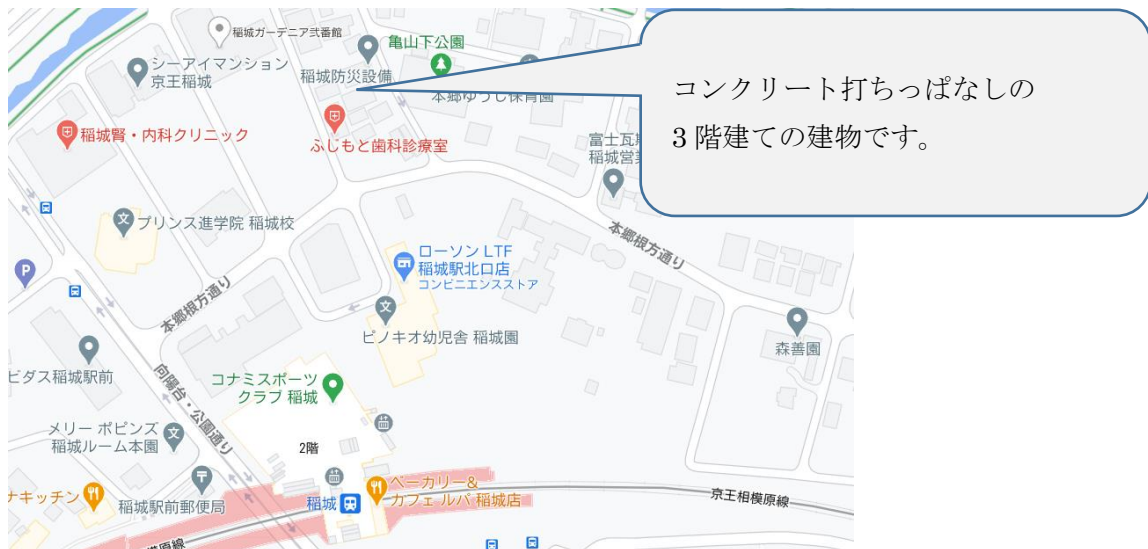 稲城ガーデニア弐番館
亀山下公園
シーアイマンション
京王稲城
稲城防災設備
本郷ゆうし保育園
コンクリート打ちっぱなしの
3 階建ての建物です。
稲城腎・内科クリニック
ふじもと歯科診療室
富士瓦斯
稲城営業
プリンス進学院 稲城校
本郷根方通り
ローソン LTF
稲城駅北口店
コンビニエンスストア
P
本郷根方通り
ピノキオ幼児舎 稲城園
森善園
ビダス稲城駅前
コナミスポーツ
クラブ 稲城
向陽台・公園通り
メリー ポピンズ
稲城ルーム本園
2階
ベーカリー&
カフェ ルパ 稲城店
ナキッチン
稲城駅前郵便局
稲城
京王相模原線
模原線